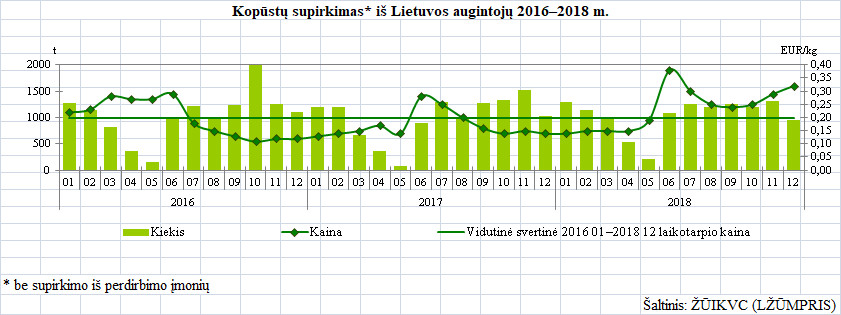 Kopūstų supirkimas* iš Lietuvos augintojų 2016–2018 m.
t EUR/kg
2000 0,40
0,35
1500 0,30
0,25
1000 0,20
0,15
500 0,10
0,05
0 0,00
01 02 03 04 05 06 07 08 09 10 11 12 01 02 03 04 05 06 07 08 09 10 11 12 01 02 03 04 05 06 07 08 09 10 11 12
2016 2017 2018
Kiekis Kaina Vidutinė svertinė 2016 01–2018 12 laikotarpio kaina
* be supirkimo iš perdirbimo įmonių
Šaltinis: ŽŪIKVC (LŽŪMPRIS)